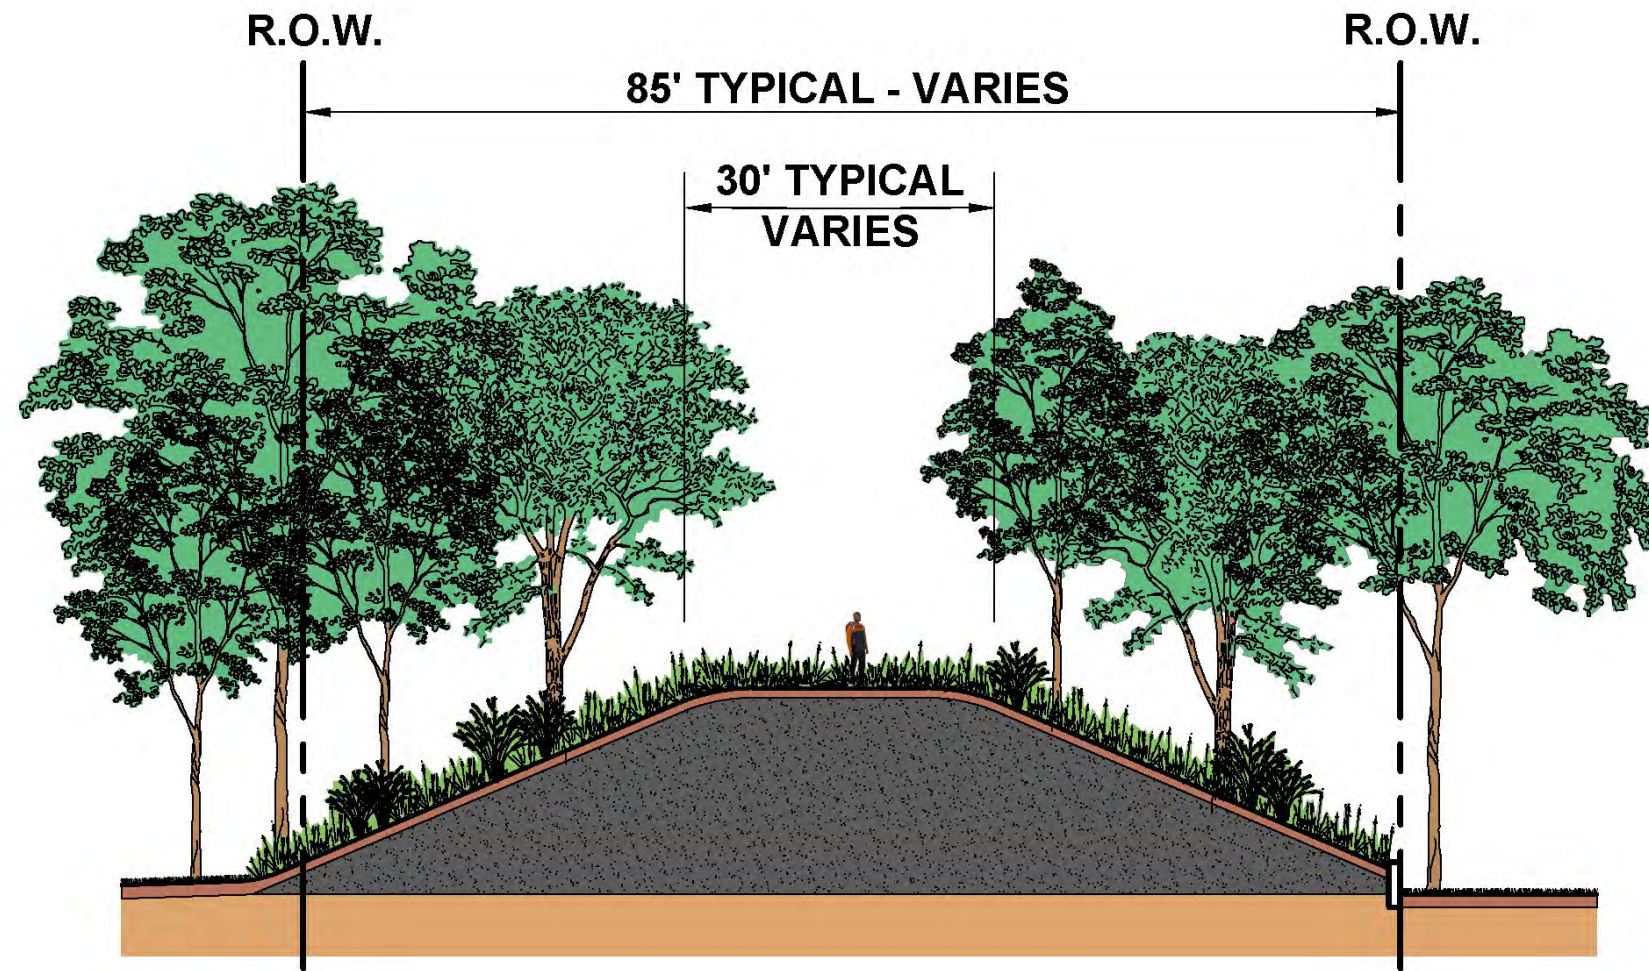 R.O.W.
R.O.W.
85' TYPICAL - VARIES
30' TYPICAL
VARIES